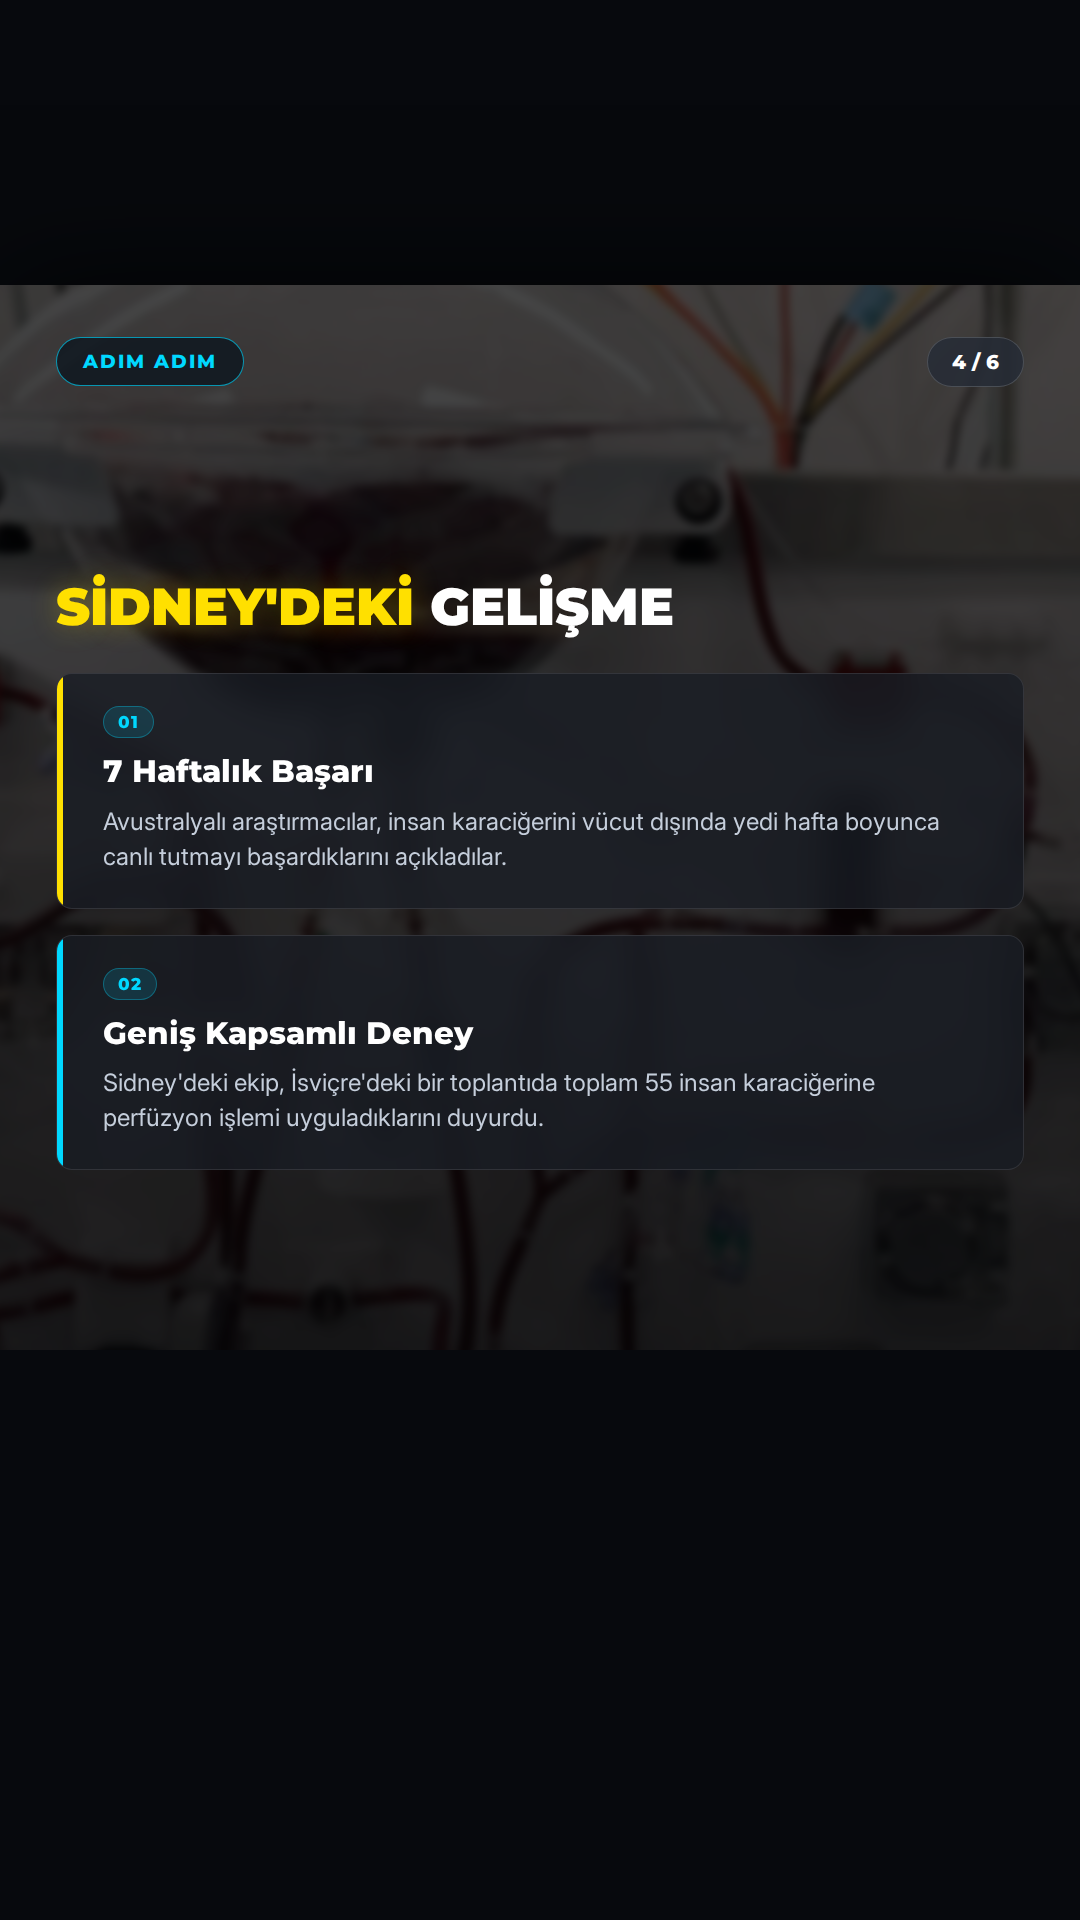 ADIM ADIM
4 / 6
SİDNEY'DEKİ GELİŞME
01
7 Haftalık Başarı
Avustralyalı araştırmacılar, insan karaciğerini vücut dışında yedi hafta boyunca
canlı tutmayı başardıklarını açıkladılar.
02
Geniş Kapsamlı Deney
Sidney'deki ekip, İsviçre'deki bir toplantıda toplam 55 insan karaciğerine
perfüzyon işlemi uyguladıklarını duyurdu.